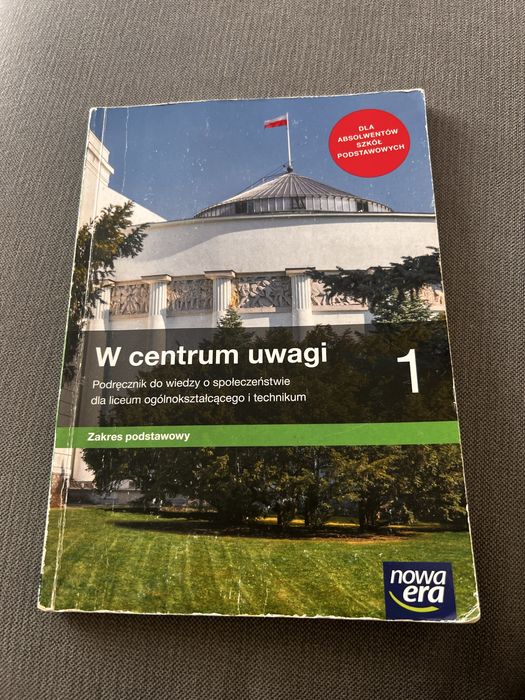 DLA
ABSOLWENTÓW
SZKÓŁ
PODSTAWOWYCH
W centrum uwagi
1
Podręcznik do wiedzy o społeczeństwie
dla liceum ogólnokształcącego i technikum
Zakres podstawowy
nowa
era